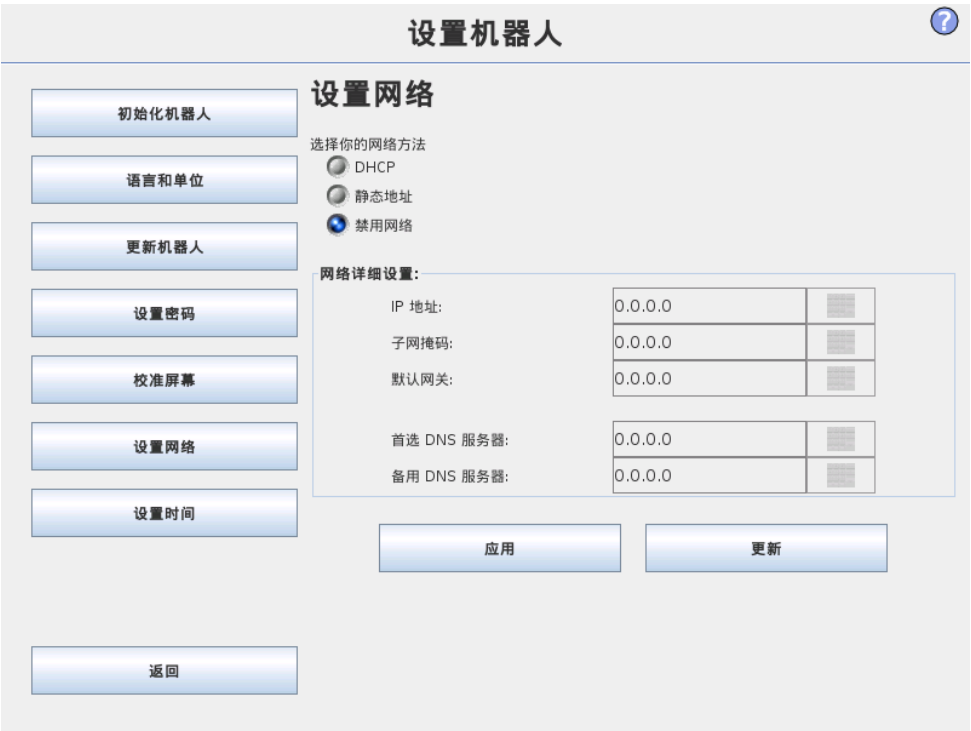 设置机器人
?
初始化机器人
语言和单位
更新机器人
设置密码
校准屏幕
设置网络
设置时间
返回
设置网络
选择你的网络方法
DHCP
静态地址
禁用网络
网络详细设置:
IP 地址: 0.0.0.0
子网掩码: 0.0.0.0
默认网关: 0.0.0.0
首选 DNS 服务器: 0.0.0.0
备用 DNS 服务器: 0.0.0.0
应用 更新